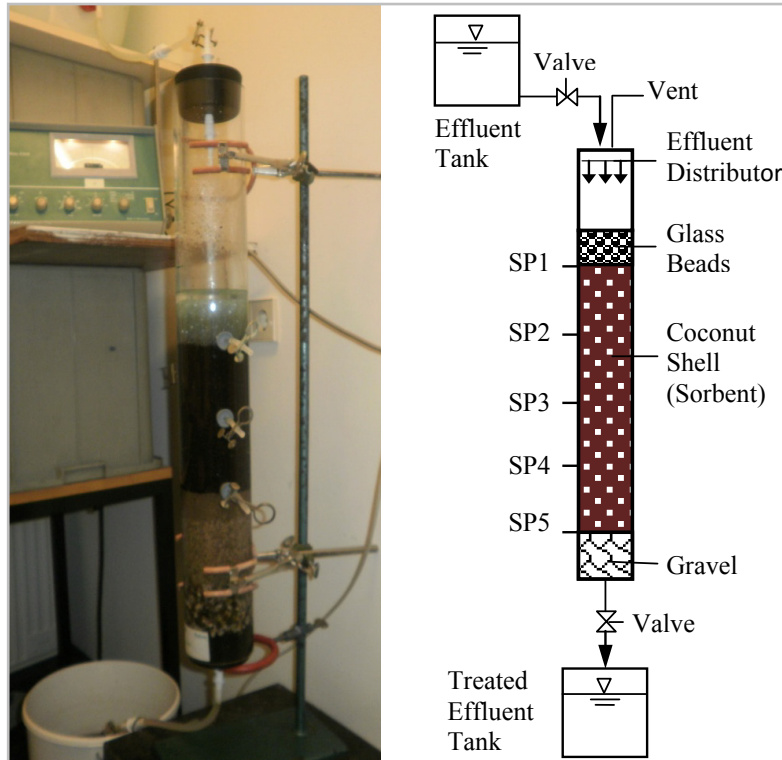 Valve
Vent
Effluent
Tank
Effluent
Distributor
Glass
Beads
SP1
SP2
Coconut
Shell
(Sorbent)
SP3
SP4
SP5
Gravel
Valve
Treated
Effluent
Tank